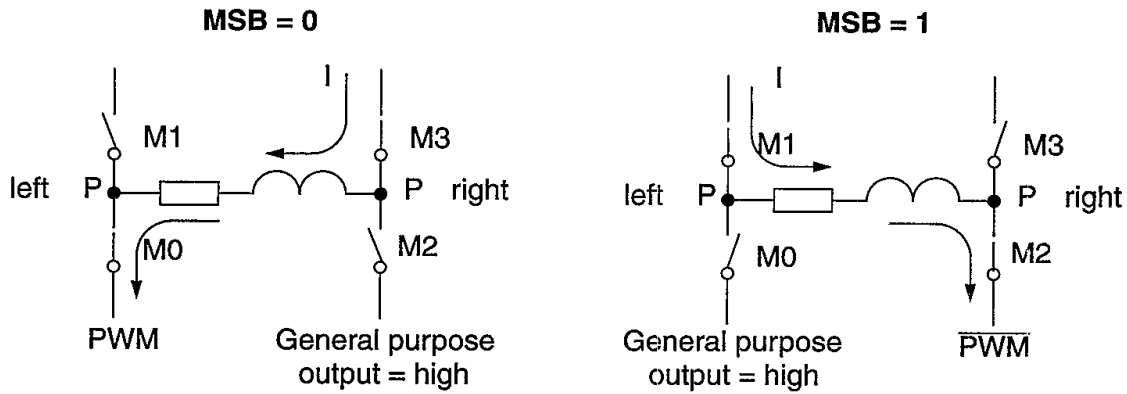 MSB = 0
I
M1
M3
left
P
P
right
M0
M2
PWM
General purpose
output = high
MSB = 1
I
M1
M3
left
P
P
right
M0
M2
General purpose
output = high
PWM